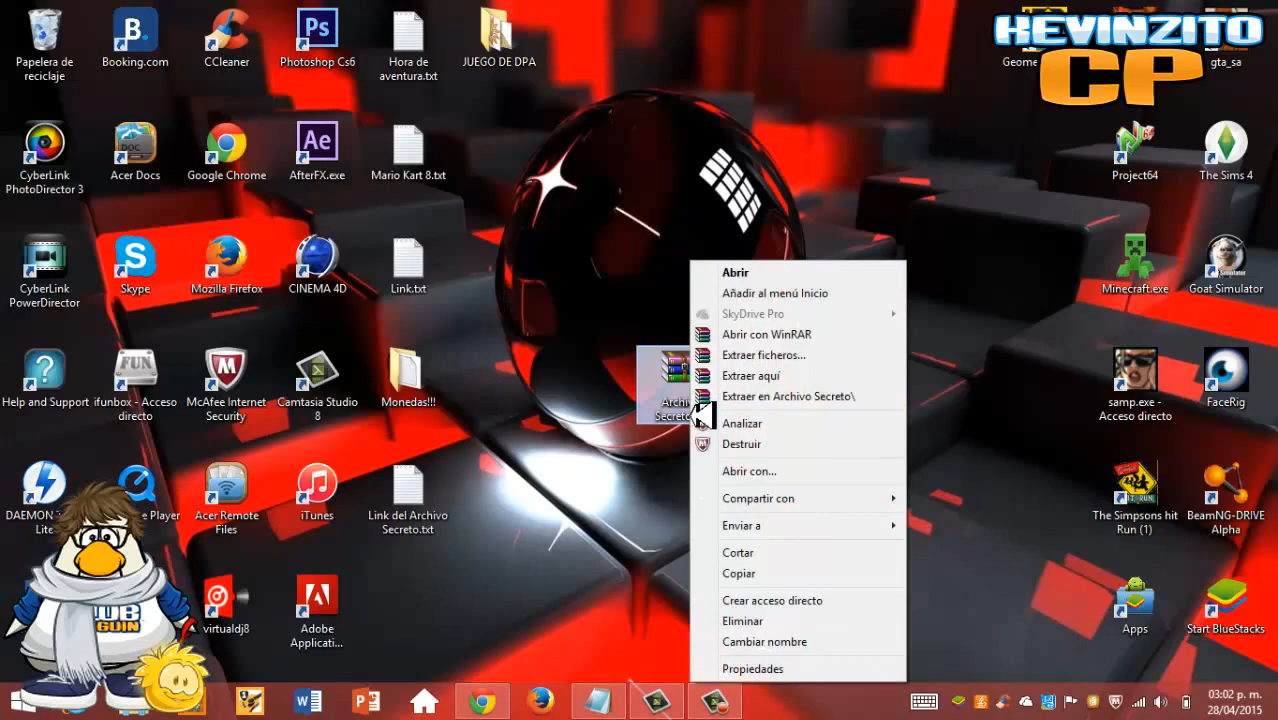 Papelera de
reciclaje
Booking.com
CCleaner
Photoshop Cs6
Hora de
aventura.txt
JUEGO DE DPA
KEVINZITO
CP
Geome
gta_sa
CyberLink
PhotoDirector 3
Acer Docs
Google Chrome
AfterFX.exe
Mario Kart 8.txt
Project64
The Sims 4
CyberLink
PowerDirector
Skype
Mozilla Firefox
CINEMA 4D
Link.txt
Minecraft.exe
Goat Simulator
Help and Support
ifunbox - Acceso
directo
McAfee Internet
Security
Camtasia Studio
8
Monedas!!!
Archi
Secreto
samp.exe -
Acceso directo
FaceRig
Abrir
Añadir al menú Inicio
SkyDrive Pro
Abrir con WinRAR
Extraer ficheros...
Extraer aquí
Extraer en Archivo Secreto\
Analizar
Destruir
Abrir con...
Compartir con
Enviar a
Cortar
Copiar
Crear acceso directo
Eliminar
Cambiar nombre
Propiedades
DAEMON
Lite
e Player
Acer Remote
Files
iTunes
Link del Archivo
Secreto.txt
The Simpsons hit
Run (1)
BeamNG-DRIVE
Alpha
virtualdj8
Adobe
Applicati...
Apps
Start BlueStacks
03:02 p. m.
28/04/2015